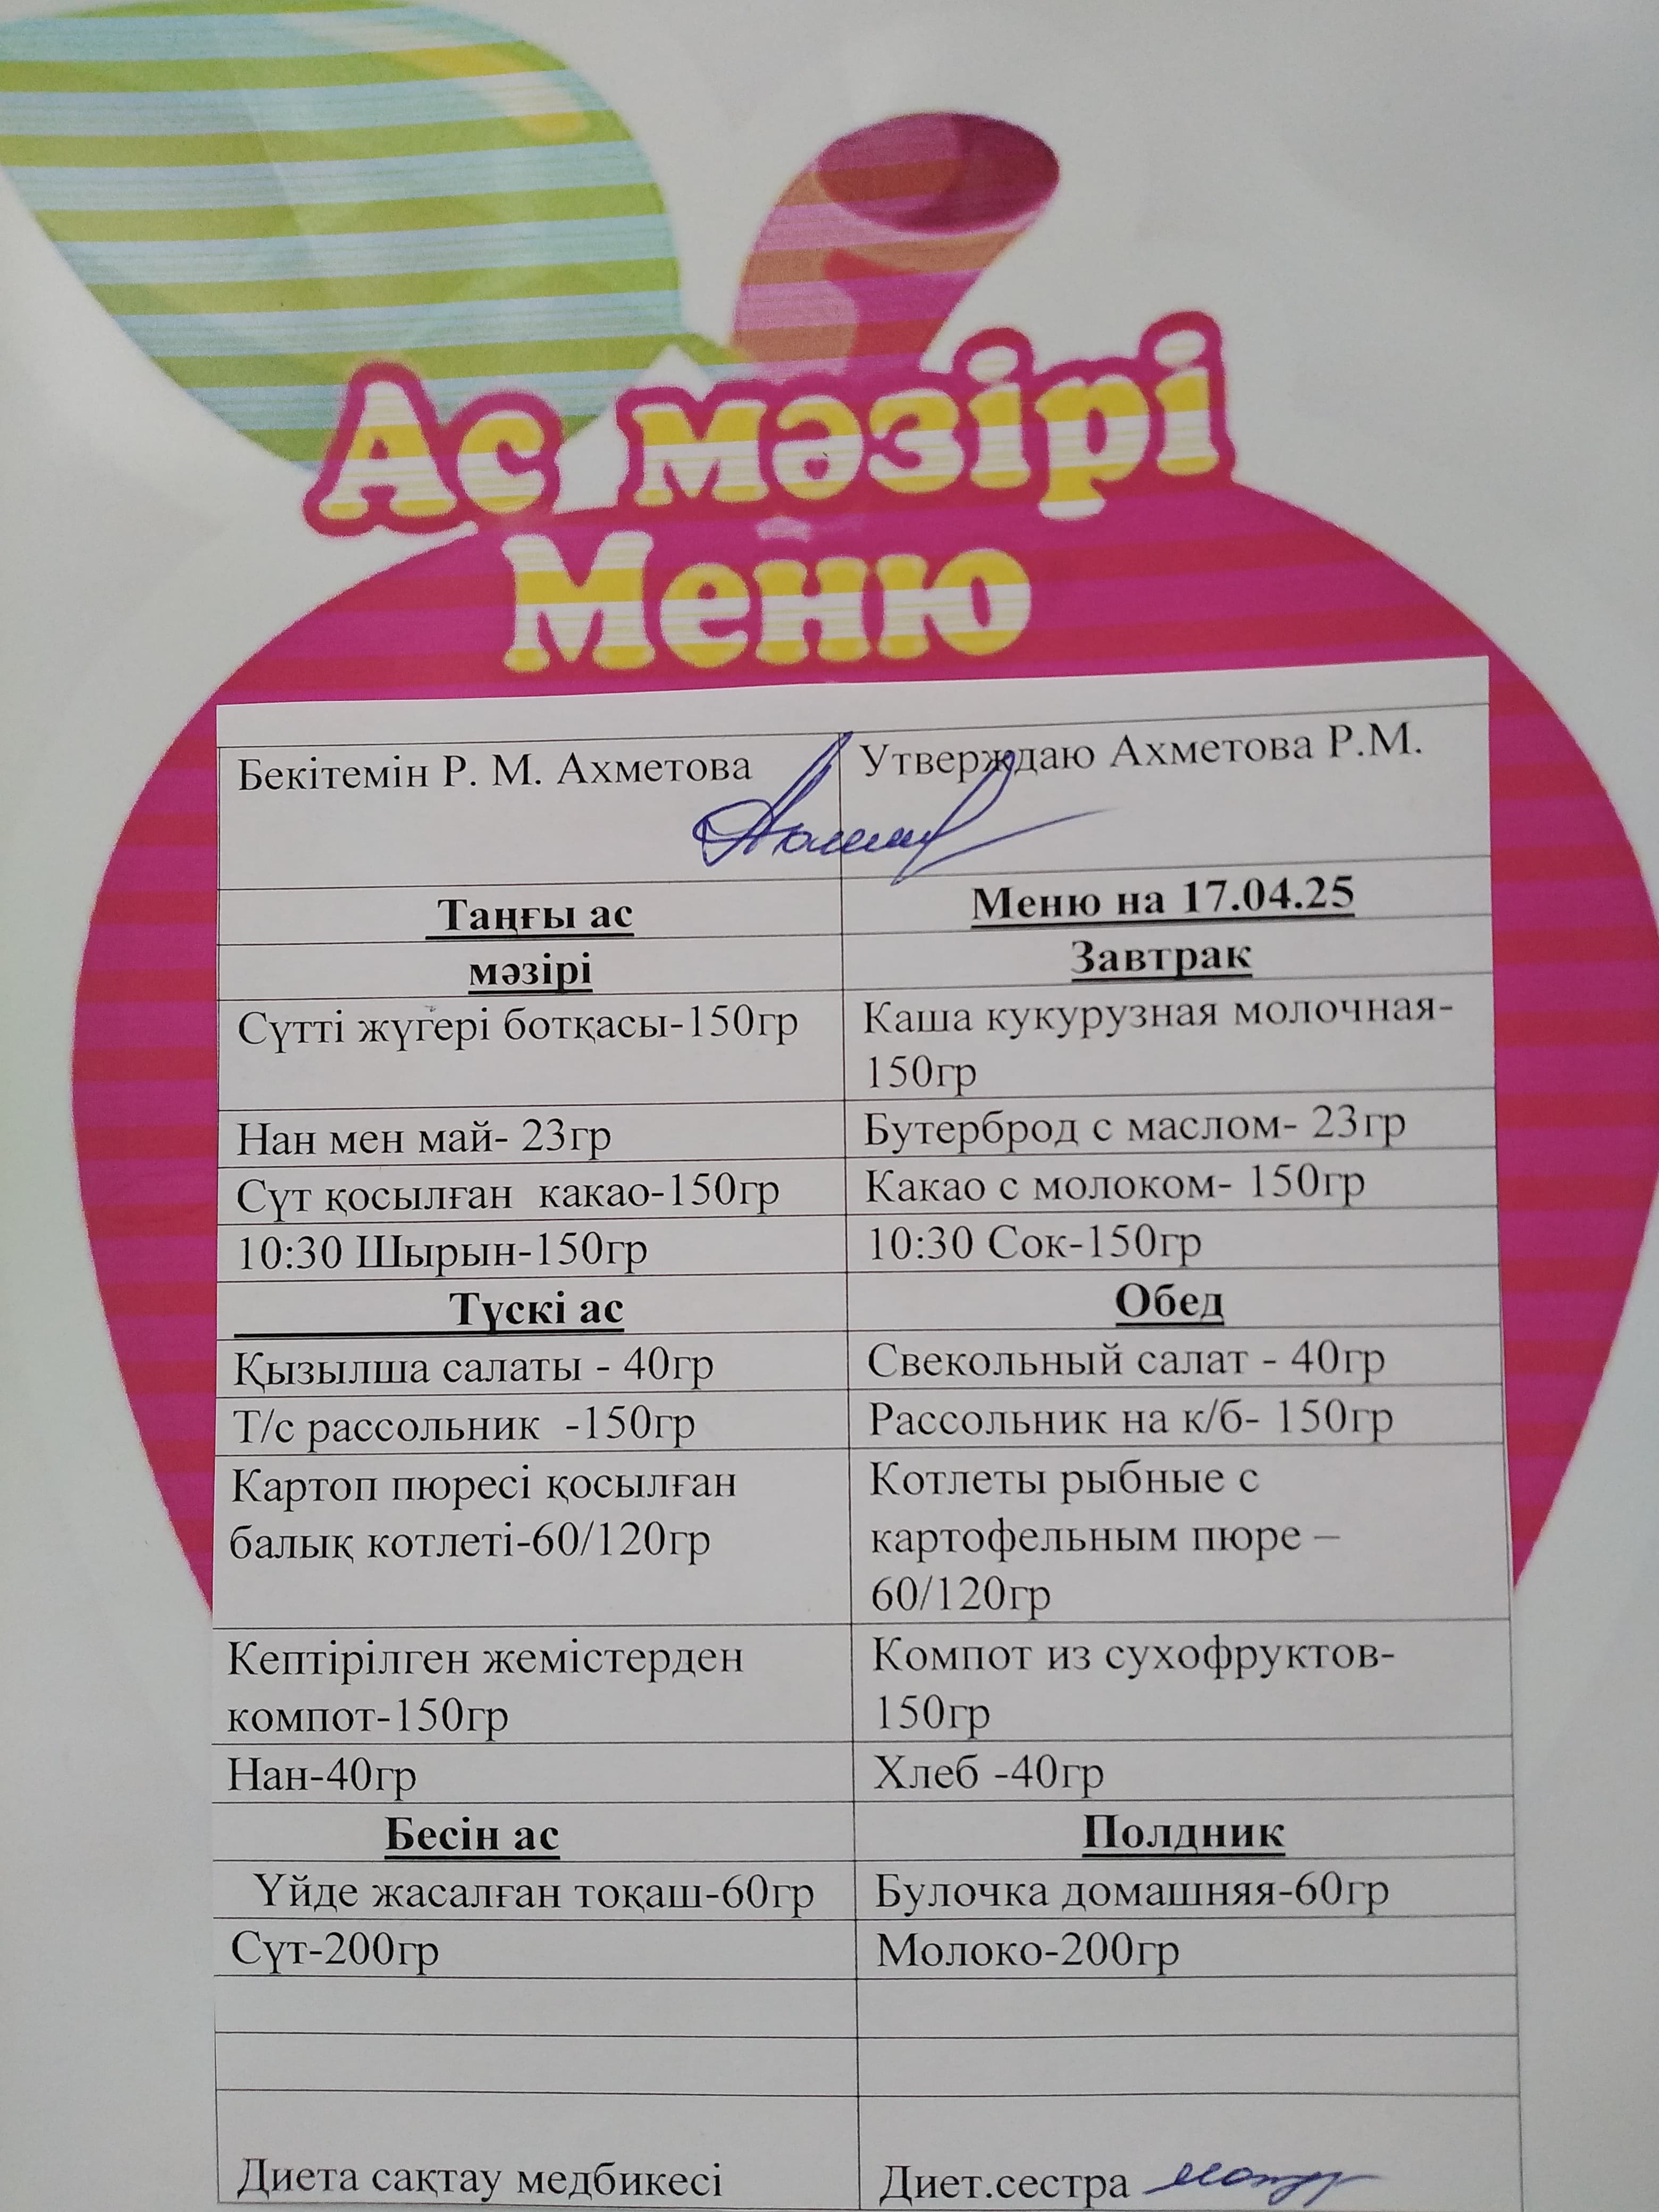 Ас мәзірі
Меню
Бекітемін Р. М. Ахметова
Утверждаю Ахметова Р.М.
Таңғы ас
Меню на 17.04.25
мәзірі
Завтрак
Сүтті жүгері ботқасы-150гр
Каша кукурузная молочная-
150гр
Нан мен май- 23гр
Бутерброд с маслом- 23гр
Сүт қосылған какао-150гр
Какао с молоком- 150гр
10:30 Шырын-150гр
10:30 Сок-150гр
Түскі ас
Обед
Қызылша салаты - 40гр
Свекольный салат - 40гр
Т/с рассольник -150гр
Рассольник на к/б- 150гр
Картоп пюресі қосылған
балық котлеті-60/120гр
Котлеты рыбные с
картофельным пюре –
60/120гр
Кептірілген жемістерден
компот-150гр
Компот из сухофруктов-
150гр
Нан-40гр
Хлеб -40гр
Бесін ас
Полдник
Үйде жасалған тоқаш-60гр
Булочка домашняя-60гр
Сүт-200гр
Молоко-200гр
Диета сақтау медбикесі
Диет.сестра